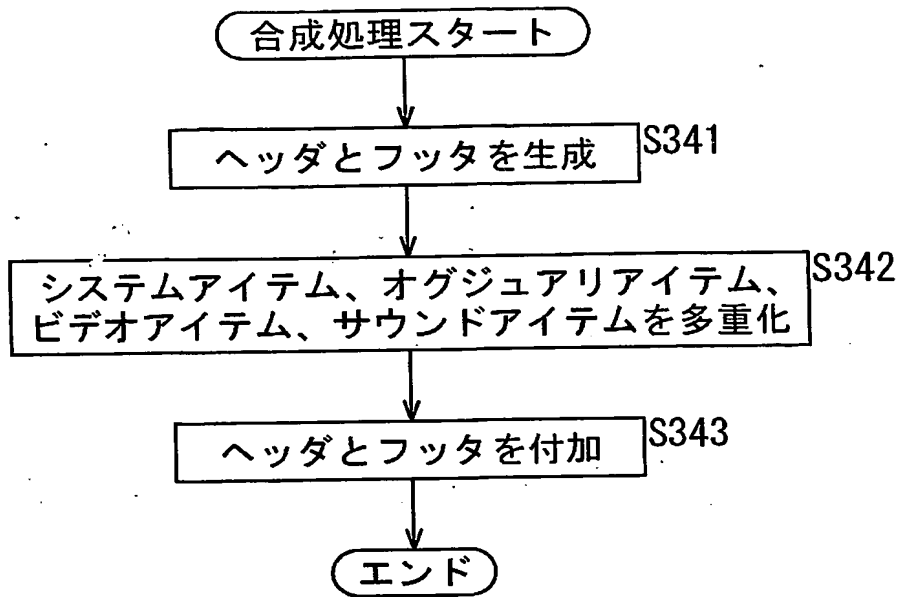 合成処理スタート
ヘッダとフッタを生成
S341
システムアイテム、オグジュアリアイテム、
ビデオアイテム、サウンドアイテムを多重化
S342
ヘッダとフッタを付加
S343
エンド